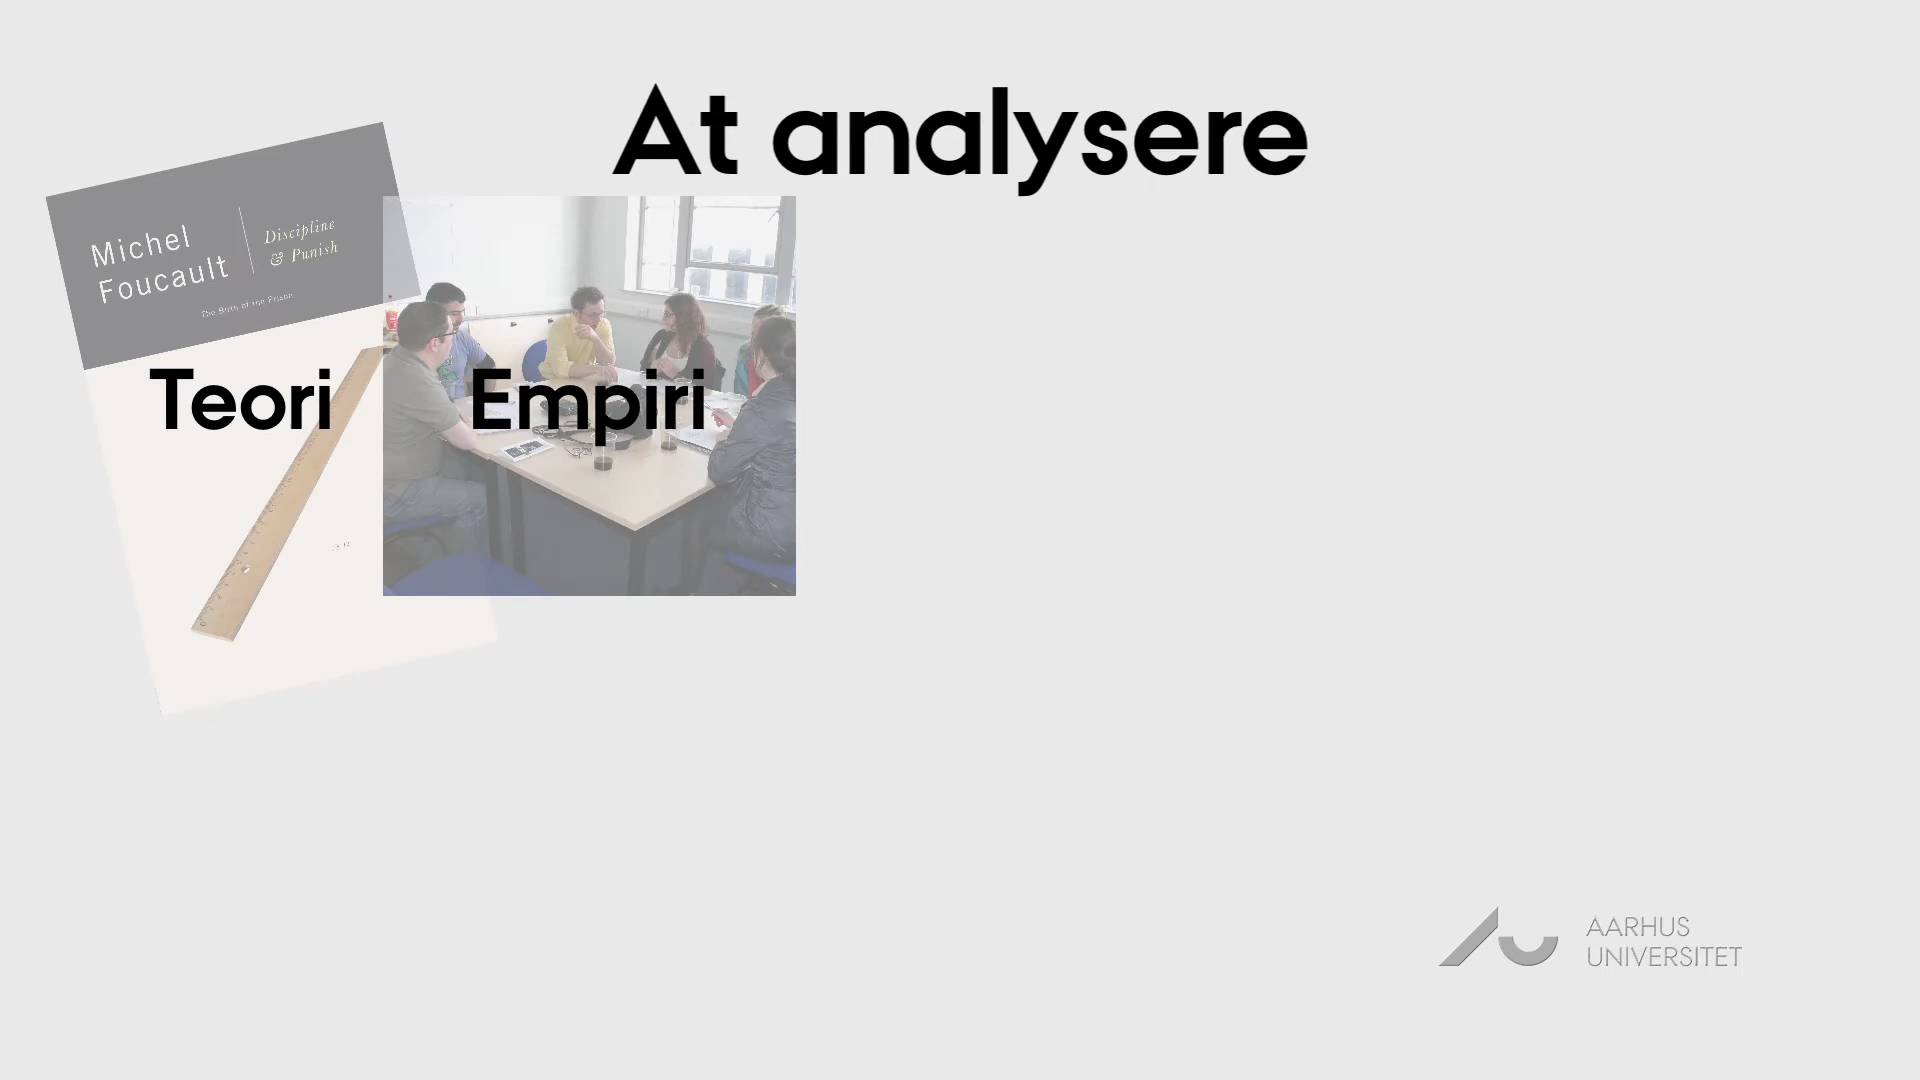 At analysere
Michel
Foucault
Discipline
& Punish
The Birth of the Prison
Teori
Empiri
AARHUS
UNIVERSITET